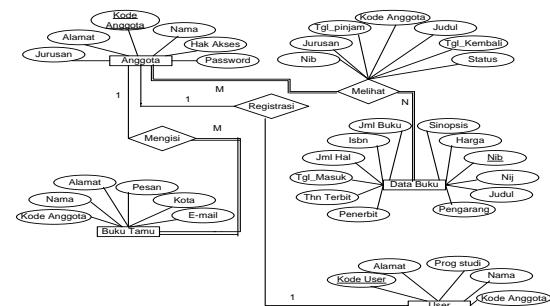 Kode
Anggota
Alamat
Nama
Jurusan
Hak Akses
Anggota
Password
Kode Anggota
Tgl_pinjam
Judul
Jurusan
Tgl_Kembali
Nib
Status
Melihat
M
N
1
1
Registrasi
Mengisi
M
Jml Buku
Sinopsis
Isbn
Harga
Jml Hal
Nib
Tgl_Masuk
Data Buku
Nij
Thn Terbit
Judul
Penerbit
Pengarang
Alamat
Pesan
Nama
Kota
Kode Anggota
E-mail
Buku Tamu
Alamat
Prog studi
Kode User
Nama
1
User
Kode Anggota